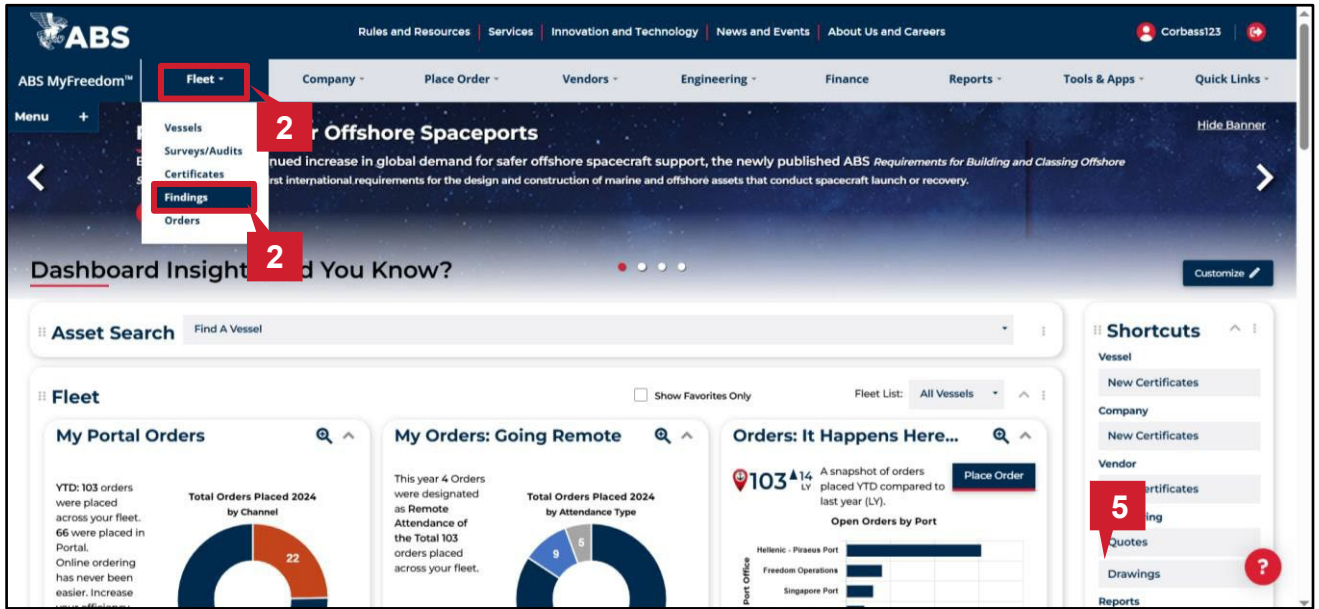 ABS
Rules and Resources
Services
Innovation and Technology
News and Events
About Us and Careers
Corbass123
ABS MyFreedom™
Fleet
Company
Place Order
Vendors
Engineering
Finance
Reports
Tools & Apps
Quick Links
Menu +
2
Vessels
Surveys/Audits
Certificates
Findings
Orders
2
r Offshore Spaceports
Hide Banner
nued increase in global demand for safer offshore spacecraft support, the newly published ABS Requirements for Building and Classing Offshore
rst international requirements for the design and construction of marine and offshore assets that conduct spacecraft launch or recovery.
Dashboard Insight
d You Know?
Customize
Asset Search
Find A Vessel
Fleet
Show Favorites Only
Fleet List:
All Vessels
My Portal Orders
YTD: 103 orders
were placed
across your fleet.
66 were placed in
Portal.
Online ordering
has never been
easier. Increase
your efficiency
Total Orders Placed 2024
by Channel
22
My Orders: Going Remote
This year 4 Orders
were designated
as Remote
Attendance of
the Total 103
orders placed
across your fleet.
Total Orders Placed 2024
by Attendance Type
9
5
Orders: It Happens Here...
103
14
LY
A snapshot of orders
placed YTD compared to
last year (LY).
Place Order
Open Orders by Port
Port Office
Hellenic - Piraeus Port
Freedom Operations
Singapore Port
Shortcuts
Vessel
New Certificates
Company
New Certificates
Vendor
ertificates
5
ing
Quotes
Drawings
?
Reports